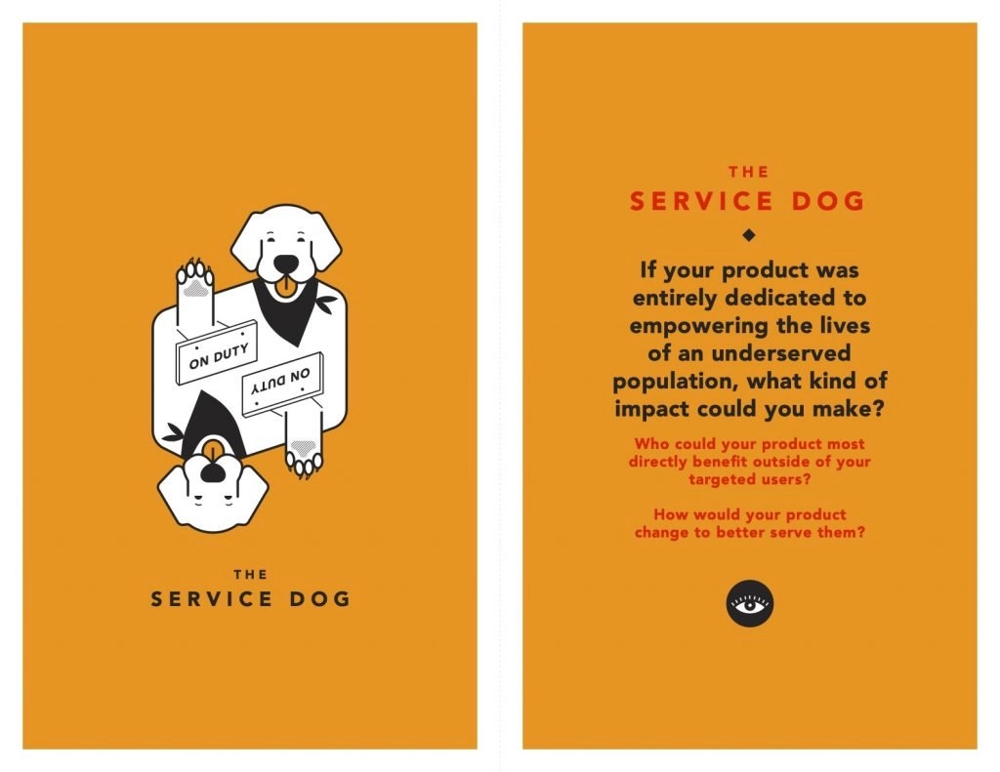 ON DUTY
ON DUTY
THE
SERVICE DOG
THE
SERVICE DOG
If your product was
entirely dedicated to
empowering the lives
of an underserved
population, what kind of
impact could you make?
Who could your product most
directly benefit outside of your
targeted users?
How would your product
change to better serve them?